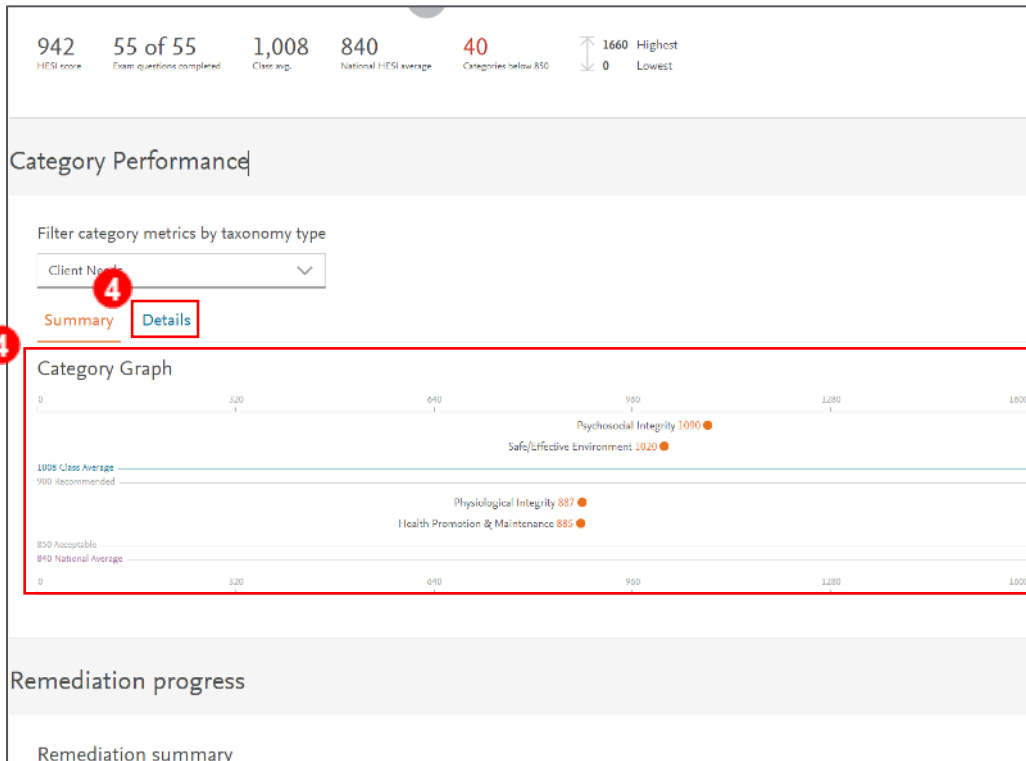 942 55 of 55 1,008 840 40 1660 Highest
HESI score Exam questions completed Class avg. National HESI average Categories below 850 0 Lowest
Category Performance
Filter category metrics by taxonomy type
Client Needs
4
Summary Details
4
Category Graph
0 320 640 960 1280 1600
Psychosocial Integrity 1090
Safe/Effective Environment 1020
1008 Class Average
900 Recommended
Physiological Integrity 887
Health Promotion & Maintenance 885
850 Acceptable
840 National Average
0 320 640 960 1280 1600
Remediation progress
Remediation summary